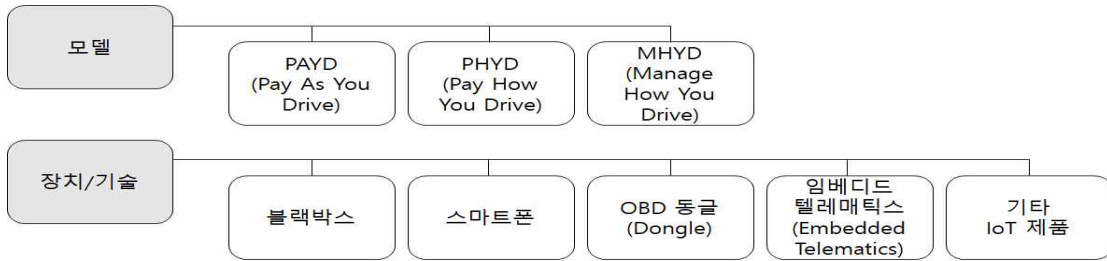 모델
PAYD
(Pay As You
Drive)
PHYD
(Pay How
You Drive)
MHYD
(Manage
How You
Drive)
장치/기술
블랙박스
스마트폰
OBD 동글
(Dongle)
임베디드
텔레매틱스
(Embedded
Telematics)
기타
IoT 제품